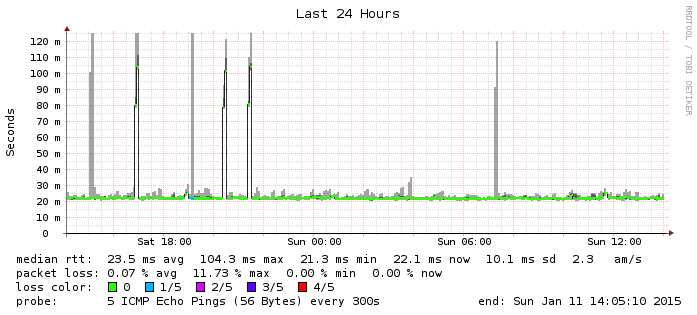 Last 24 Hours
RRDTOOL / TOBI OETIKER
Seconds
120 m
110 m
100 m
90 m
80 m
70 m
60 m
50 m
40 m
30 m
20 m
10 m
0
Sat 18:00 Sun 00:00 Sun 06:00 Sun 12:00
median rtt: 23.5 ms avg 104.3 ms max 21.3 ms min 22.1 ms now 10.1 ms sd 2.3 am/s
packet loss: 0.07 % avg 11.73 % max 0.00 % min 0.00 % now
loss color: 0 1/5 2/5 3/5 4/5
probe: 5 ICMP Echo Pings (56 Bytes) every 300s end: Sun Jan 11 14:05:10 2015